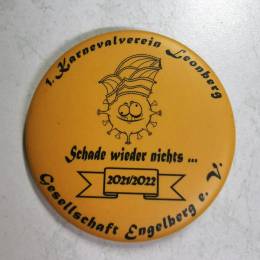 1. Karnevalverein Leonberg
Schade wieder nichts ...
2021/2022
Gesellschaft Engelberg e. V.